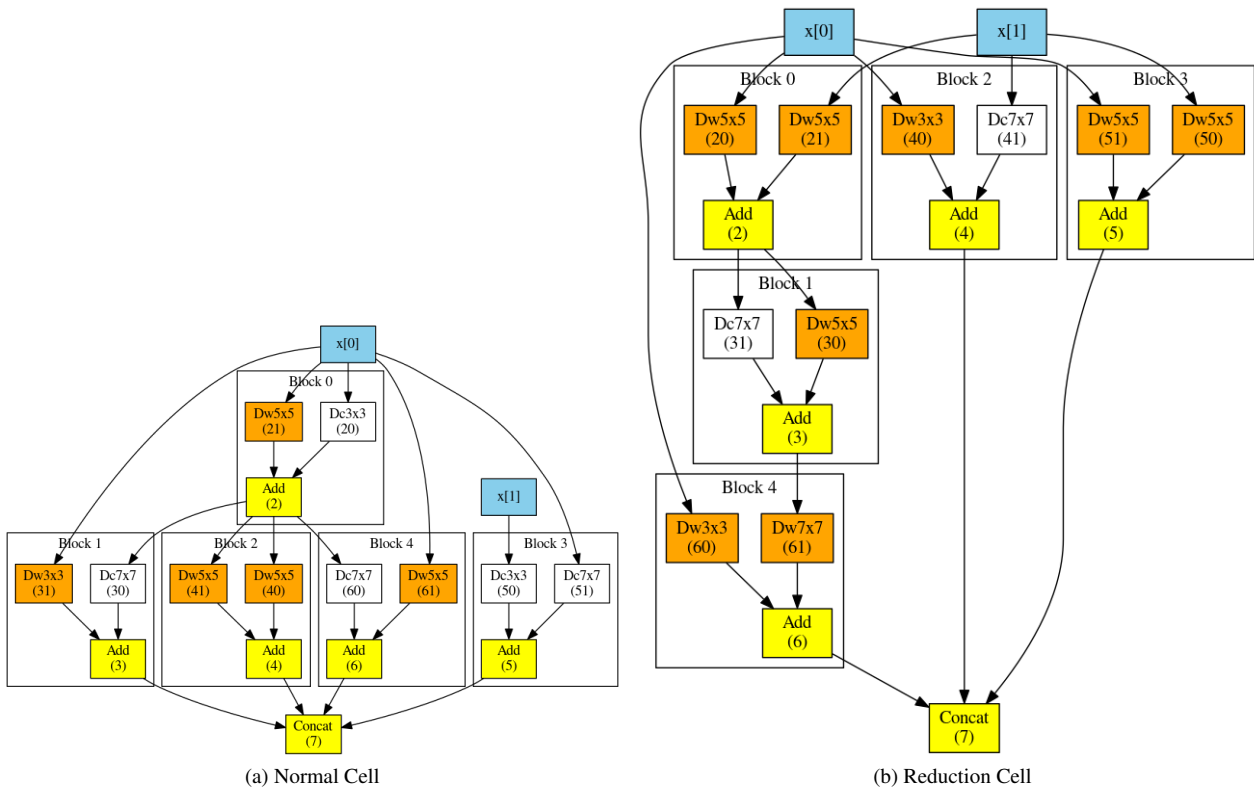 x[0]
Block 0
Dw5x5
(21)
Dc3x3
(20)
Add
(2)
x[1]
Block 1
Dw3x3
(31)
Dc7x7
(30)
Add
(3)
Block 2
Dw5x5
(41)
Dw5x5
(40)
Add
(4)
Block 4
Dc7x7
(60)
Dw5x5
(61)
Add
(6)
Block 3
Dc3x3
(50)
Dc7x7
(51)
Add
(5)
Concat
(7)
(a) Normal Cell
x[0]
x[1]
Block 0
Dw5x5
(20)
Dw5x5
(21)
Add
(2)
Block 2
Dw3x3
(40)
Dc7x7
(41)
Add
(4)
Block 3
Dw5x5
(51)
Dw5x5
(50)
Add
(5)
Block 1
Dc7x7
(31)
Dw5x5
(30)
Add
(3)
Block 4
Dw3x3
(60)
Dw7x7
(61)
Add
(6)
Concat
(7)
(b) Reduction Cell